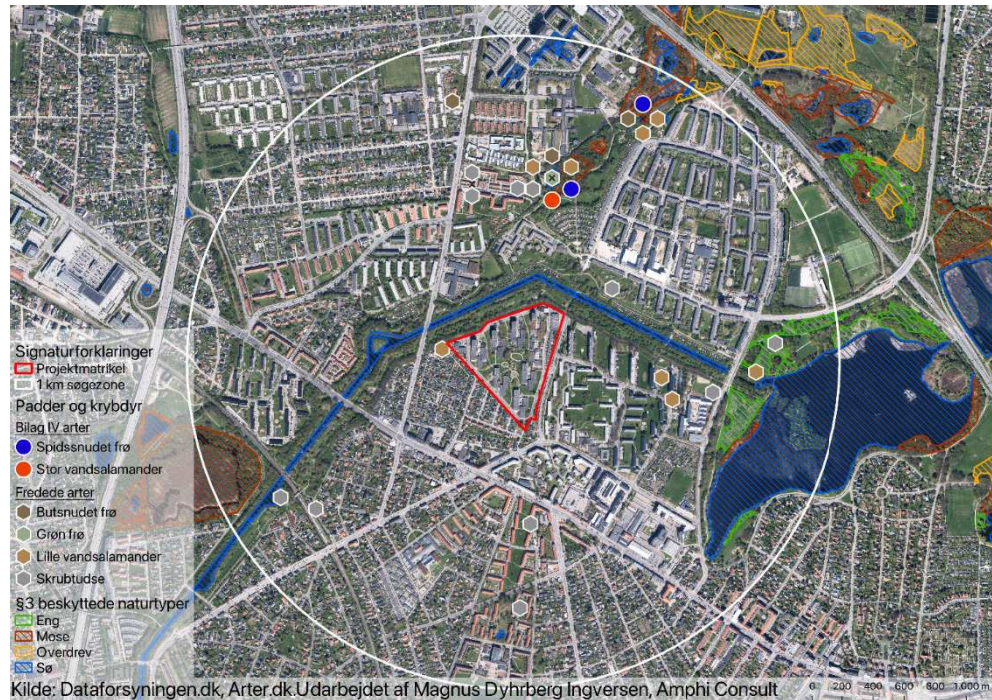 Signaturforklaringer
Projektmatrikel
1 km søgezone
Padder og krybdyr
Bilag IV arter
Spidssnudet frø
Stor vandsalamander
Fredede arter
Butsnudet frø
Grøn frø
Lille vandsalamander
Skrubtudse
§3 beskyttede naturtyper
Eng
Mose
Overdrev
Sø
0 200 400 600 800 1.000 m
Kilde: Dataforsyningen.dk, Arter.dk.Udarbejdet af Magnus Dyhrberg Ingversen, Amphi Consult